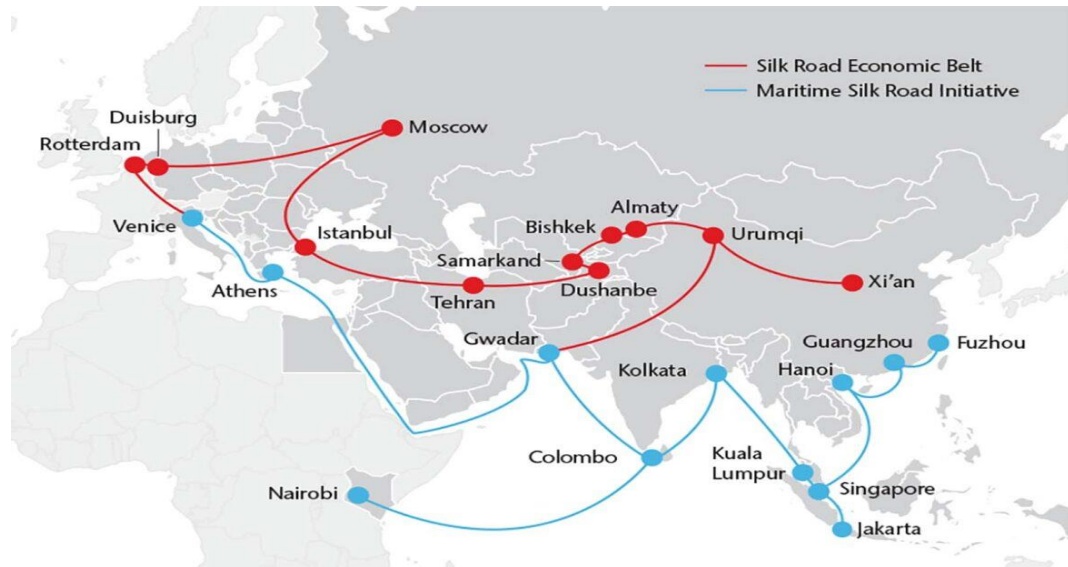 Silk Road Economic Belt
Maritime Silk Road Initiative
Duisburg
Rotterdam
Moscow
Venice
Istanbul
Athens
Tehran
Bishkek
Almaty
Samarkand
Dushanbe
Urumqi
Xi’an
Gwadar
Kolkata
Guangzhou
Hanoi
Fuzhou
Colombo
Kuala
Lumpur
Singapore
Jakarta
Nairobi